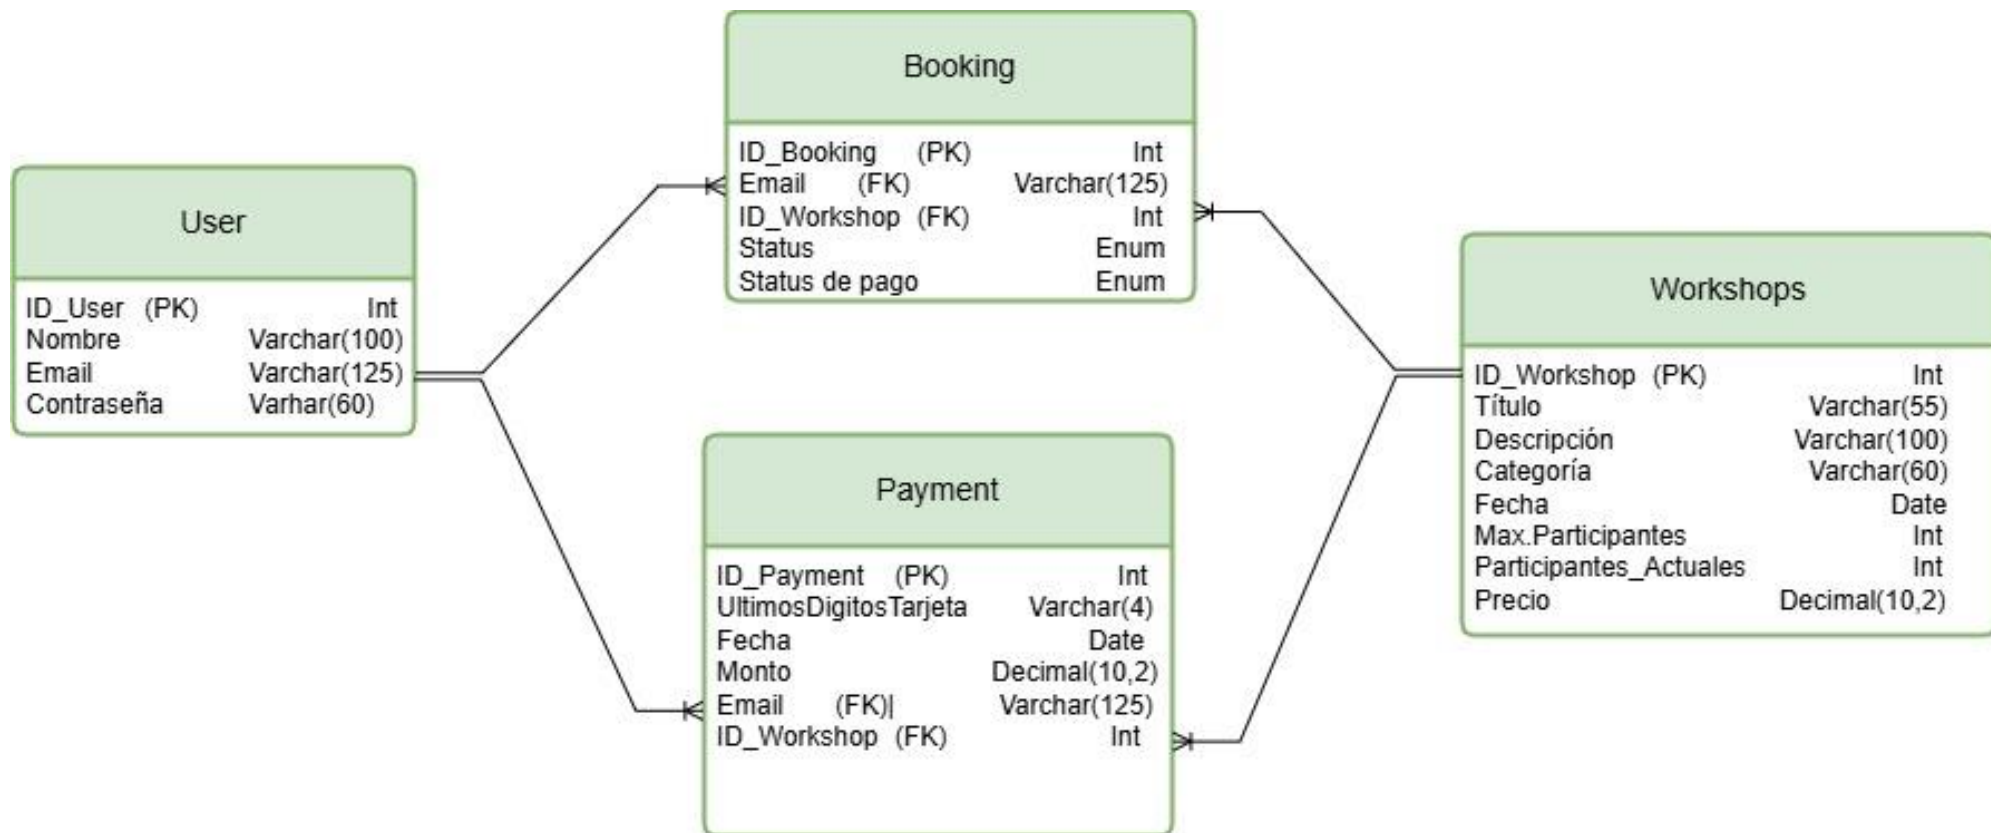 User
ID_User (PK) Int
Nombre Varchar(100)
Email Varchar(125)
Contraseña Varhar(60)
Booking
ID_Booking (PK) Int
Email (FK) Varchar(125)
ID_Workshop (FK) Int
Status Enum
Status de pago Enum
Payment
ID_Payment (PK) Int
UltimosDigitosTarjeta Varchar(4)
Fecha Date
Monto Decimal(10,2)
Email (FK)| Varchar(125)
ID_Workshop (FK) Int
Workshops
ID_Workshop (PK) Int
Título Varchar(55)
Descripción Varchar(100)
Categoría Varchar(60)
Fecha Date
Max.Participantes Int
Participantes_Actuales Int
Precio Decimal(10,2)